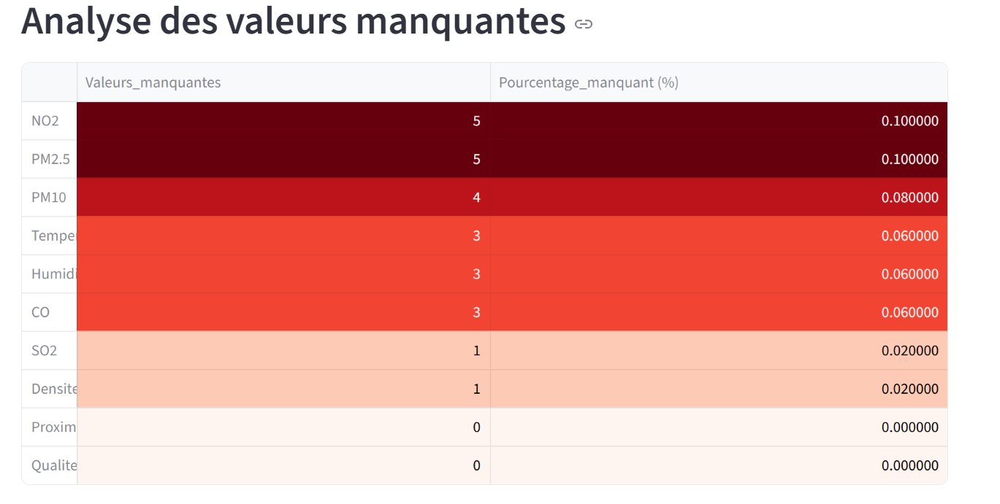 Analyse des valeurs manquantes
Valeurs_manquantes Pourcentage_manquant (%)
NO2 5 0.100000
PM2.5 5 0.100000
PM10 4 0.080000
Temper 3 0.060000
Humidi 3 0.060000
CO 3 0.060000
SO2 1 0.020000
Densite 1 0.020000
Proxim 0 0.000000
Qualite 0 0.000000